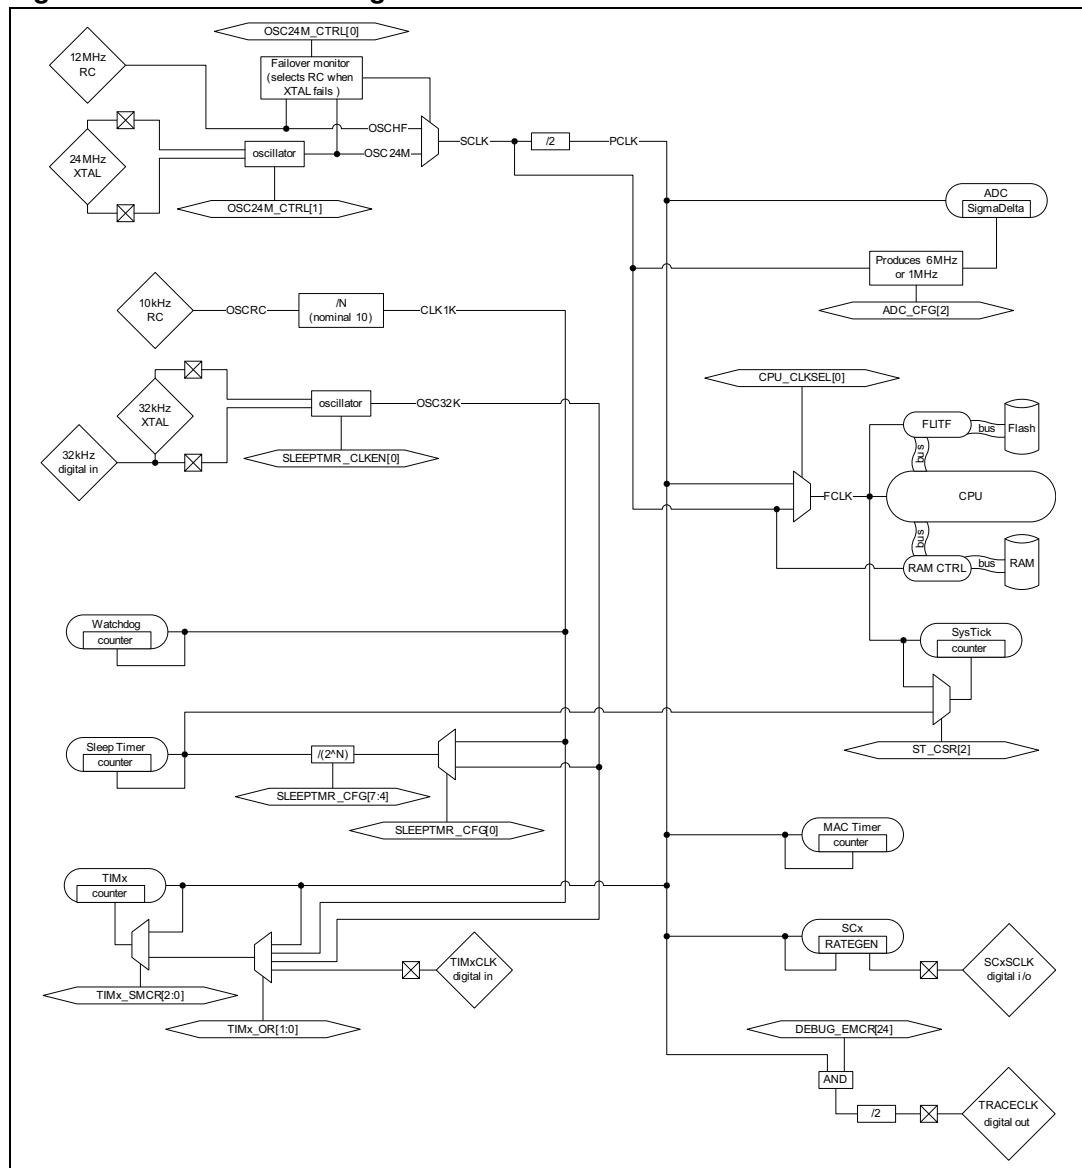 OSC24M_CTRL[0]
12MHz
RC
Failover monitor
(selects RC when
XTAL fails )
OSCHF
SCLK
/2
PCLK
24MHz
XTAL
oscillator
OSC24M
OSC24M_CTRL[1]
ADC
SigmaDelta
Produces 6MHz
or 1MHz
ADC_CFG[2]
10kHz
RC
OSCRC
/N
(nominal 10)
CLK1K
CPU_CLKSEL[0]
32kHz
XTAL
oscillator
OSC32K
32kHz
digital in
SLEEPTMR_CLKEN[0]
FLITF
bus
Flash
bus
FCLK
CPU
bus
RAM CTRL
bus
RAM
Watchdog
counter
SysTick
counter
Sleep Timer
counter
/(2^N)
ST_CSR[2]
SLEEPTMR_CFG[7:4]
SLEEPTMR_CFG[0]
MAC Timer
counter
TIMx
counter
SCx
RATEGEN
TIMxCLK
digital in
SCxSCLK
digital i/o
TIMx_SMCR[2:0]
TIMx_OR[1:0]
DEBUG_EMCR[24]
AND
/2
TRACECLK
digital out